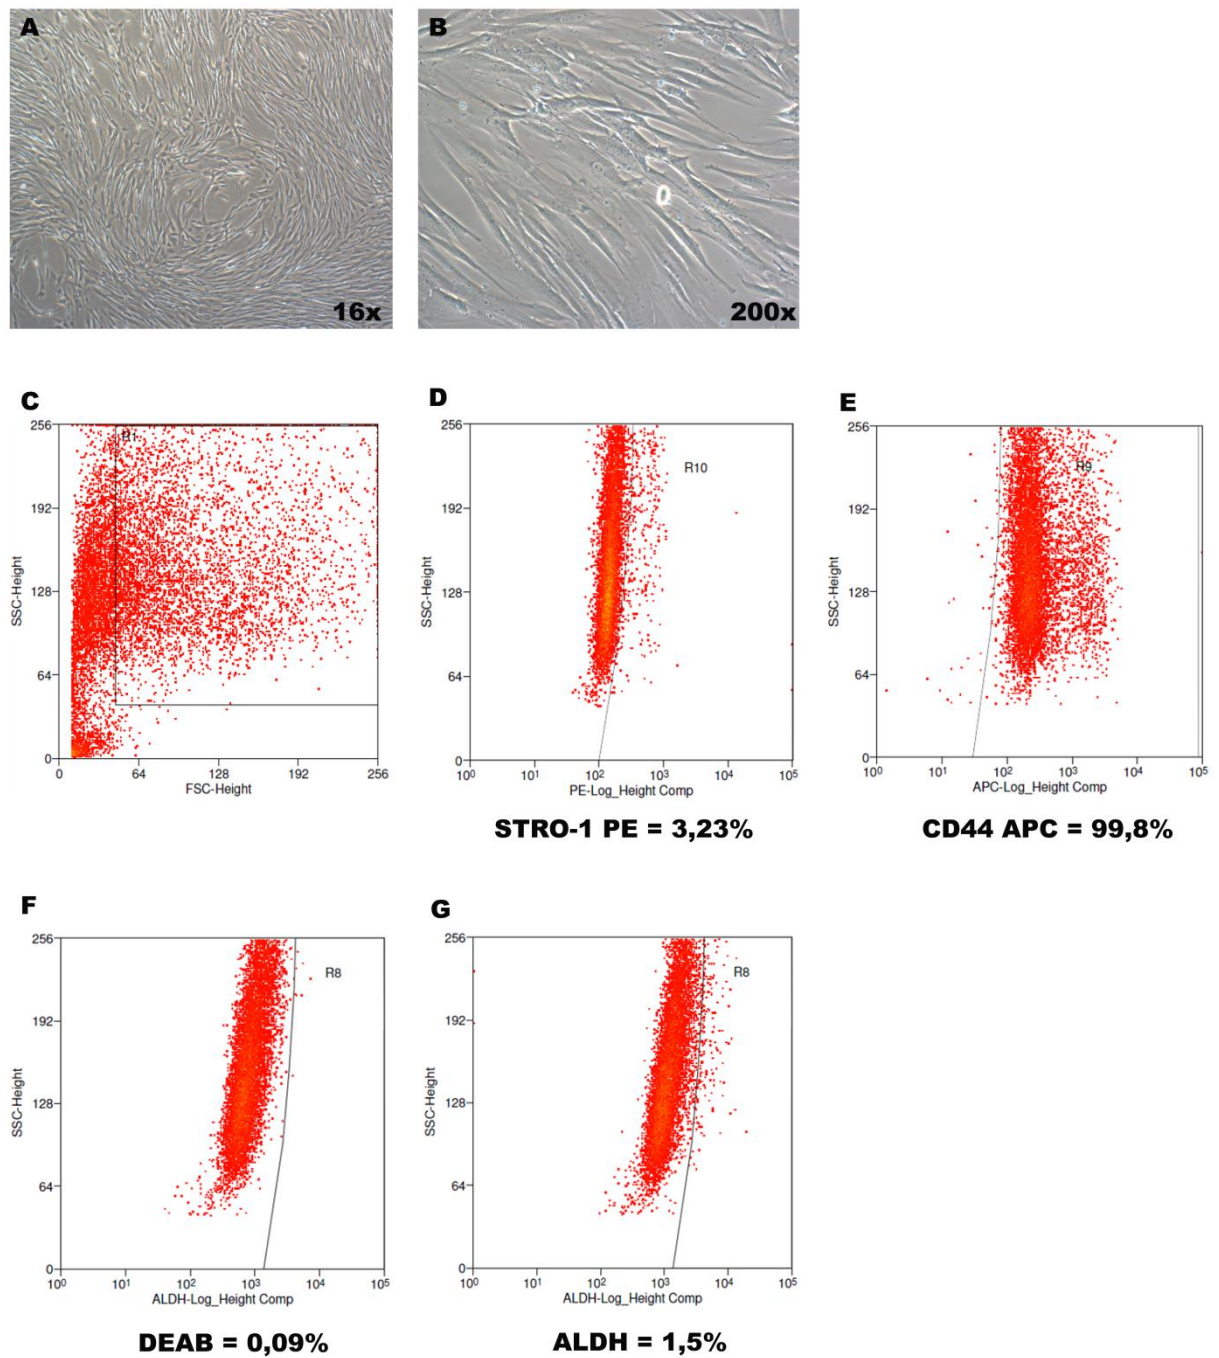 A
B
16x
200x
C
D
E
256
192
128
64
0
SSC-Height
R1
0
64
128
192
256
FSC-Height
256
192
128
64
0
SSC-Height
R10
10⁰
10¹
10²
10³
10⁴
10⁵
PE-Log_Height Comp
STRO-1 PE = 3,23%
256
192
128
64
0
SSC-Height
R9
10⁰
10¹
10²
10³
10⁴
10⁵
APC-Log_Height Comp
CD44 APC = 99,8%
F
G
256
192
128
64
0
SSC-Height
R8
10⁰
10¹
10²
10³
10⁴
10⁵
ALDH-Log_Height Comp
DEAB = 0,09%
256
192
128
64
0
SSC-Height
R8
10⁰
10¹
10²
10³
10⁴
10⁵
ALDH-Log_Height Comp
ALDH = 1,5%